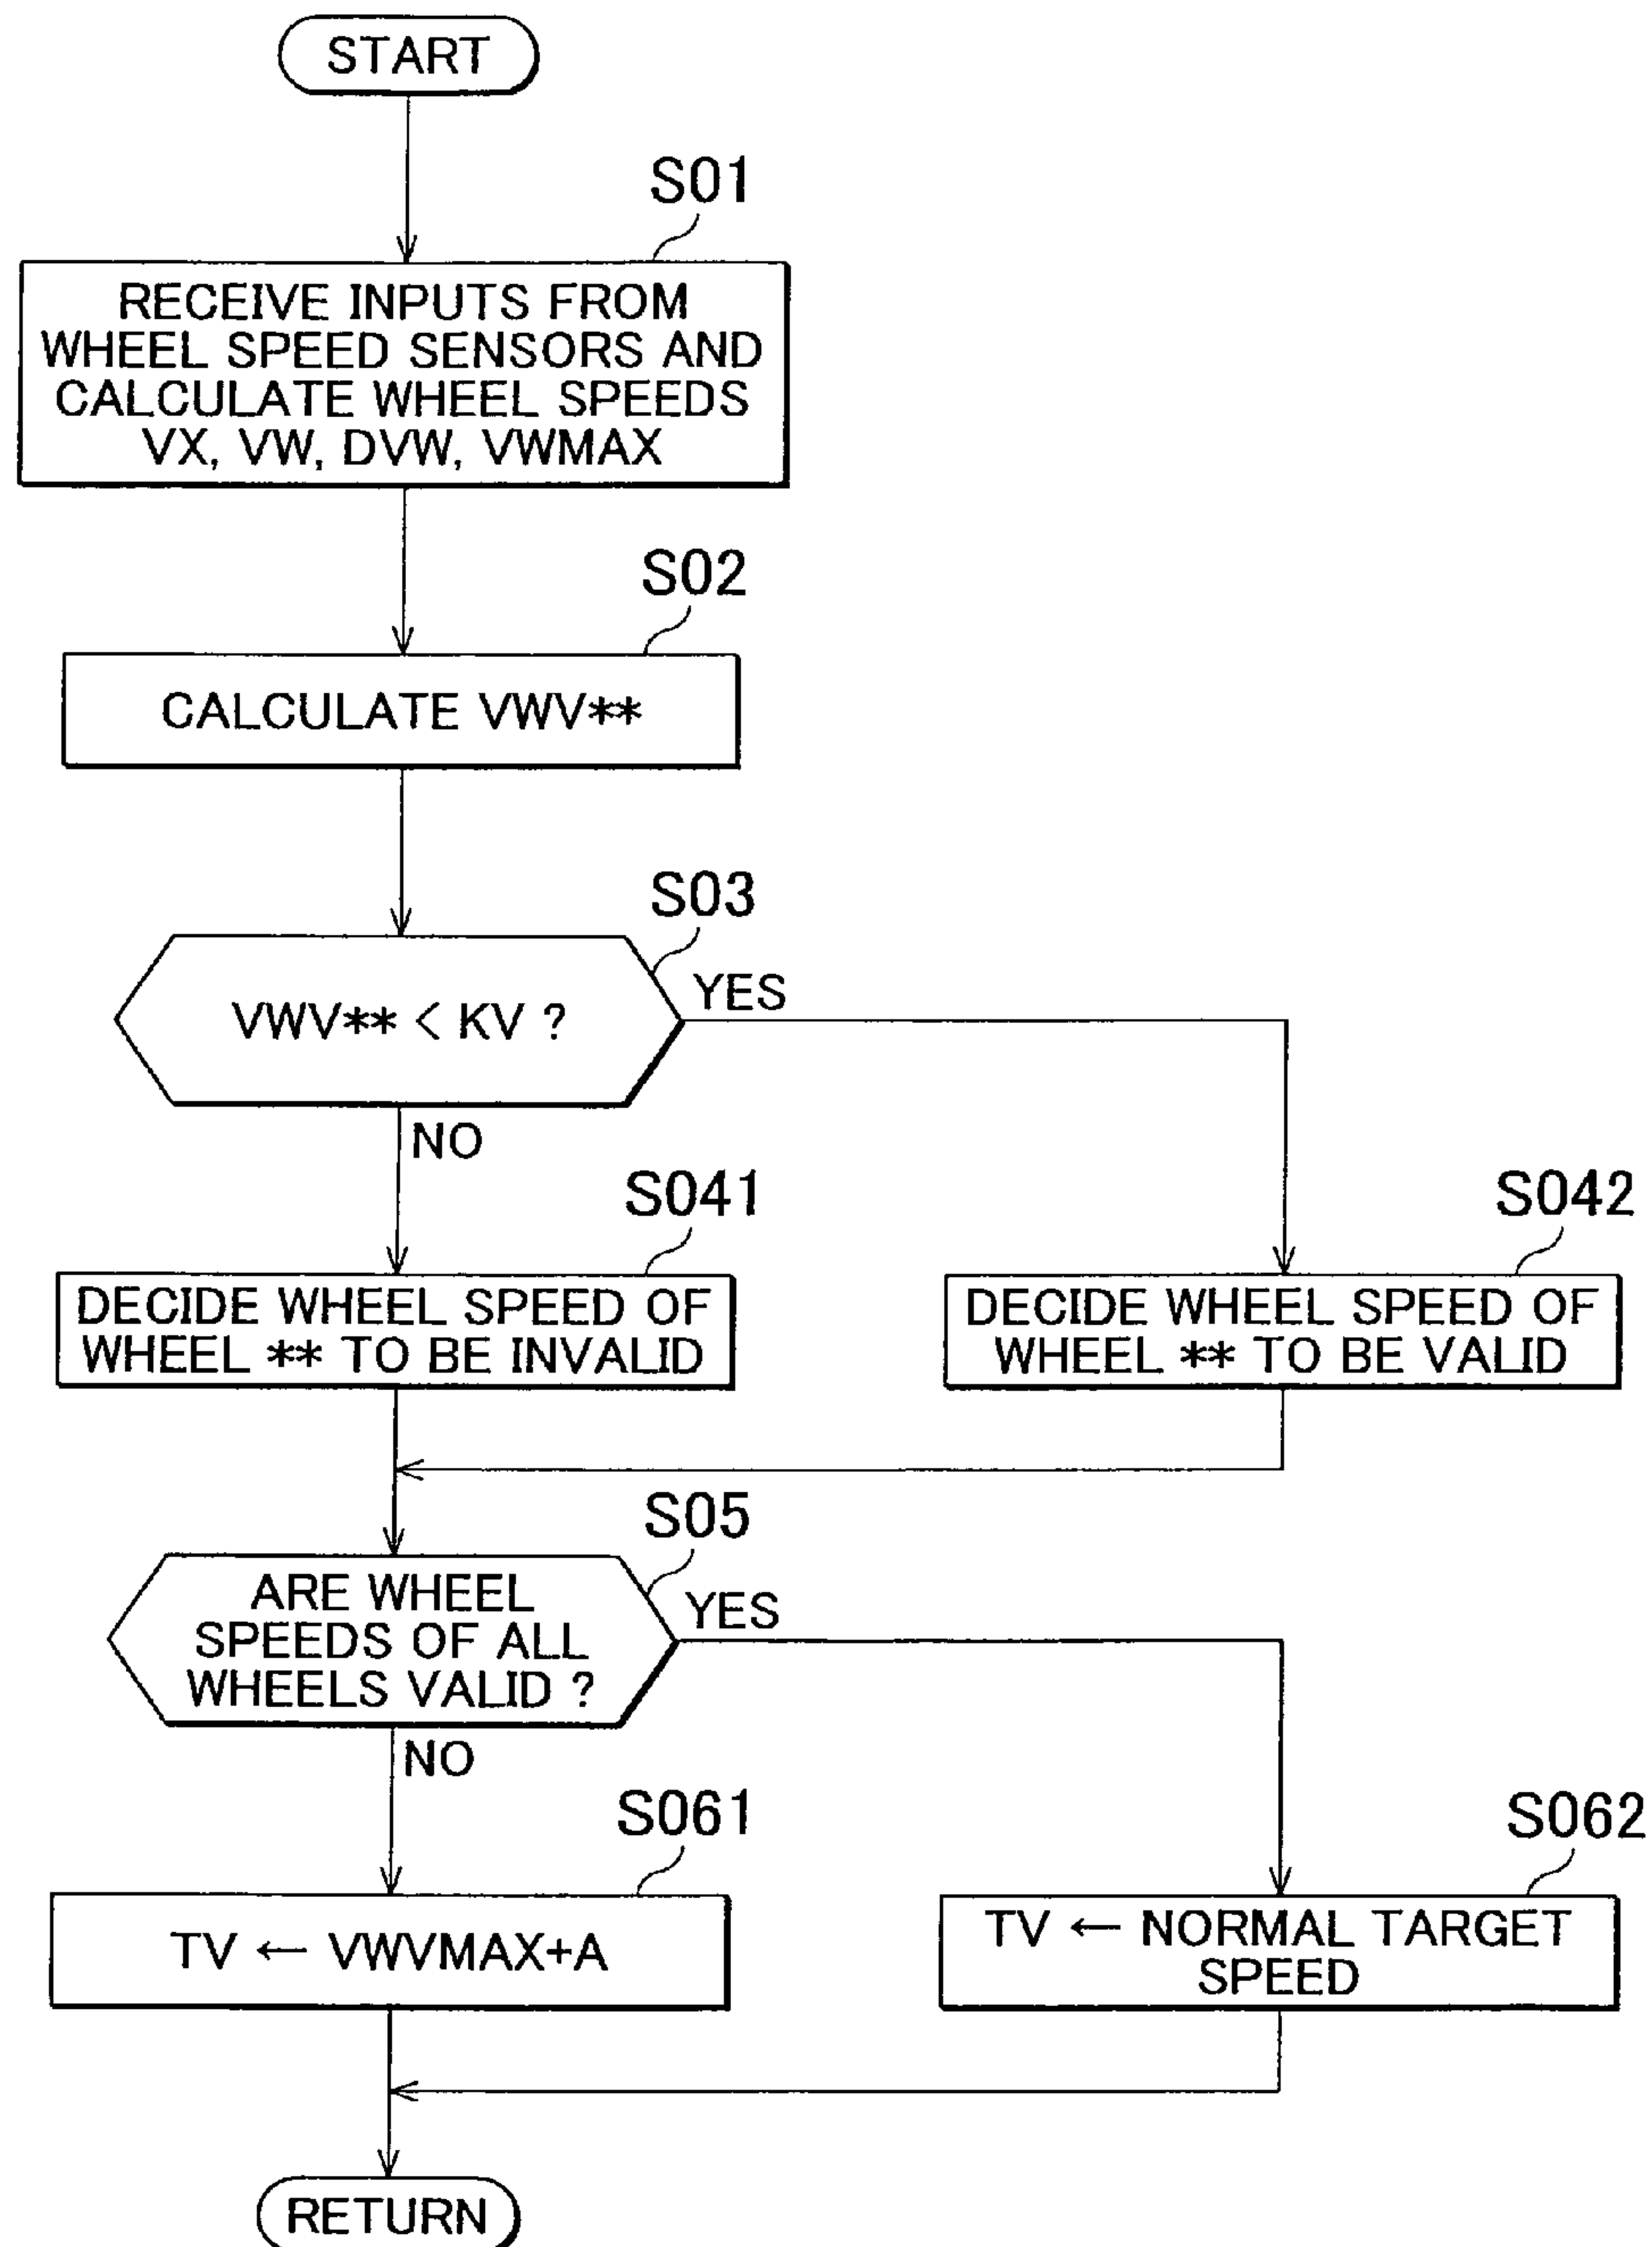 START
S01
RECEIVE INPUTS FROM
WHEEL SPEED SENSORS AND
CALCULATE WHEEL SPEEDS
VX, VW, DVW, VWMAX
S02
CALCULATE VWV**
S03
VWV** < KV ?
YES
NO
S041
DECIDE WHEEL SPEED OF
WHEEL ** TO BE INVALID
S042
DECIDE WHEEL SPEED OF
WHEEL ** TO BE VALID
S05
ARE WHEEL
SPEEDS OF ALL
WHEELS VALID ?
YES
NO
S061
TV ← VWVMAX+A
S062
TV ← NORMAL TARGET
SPEED
RETURN